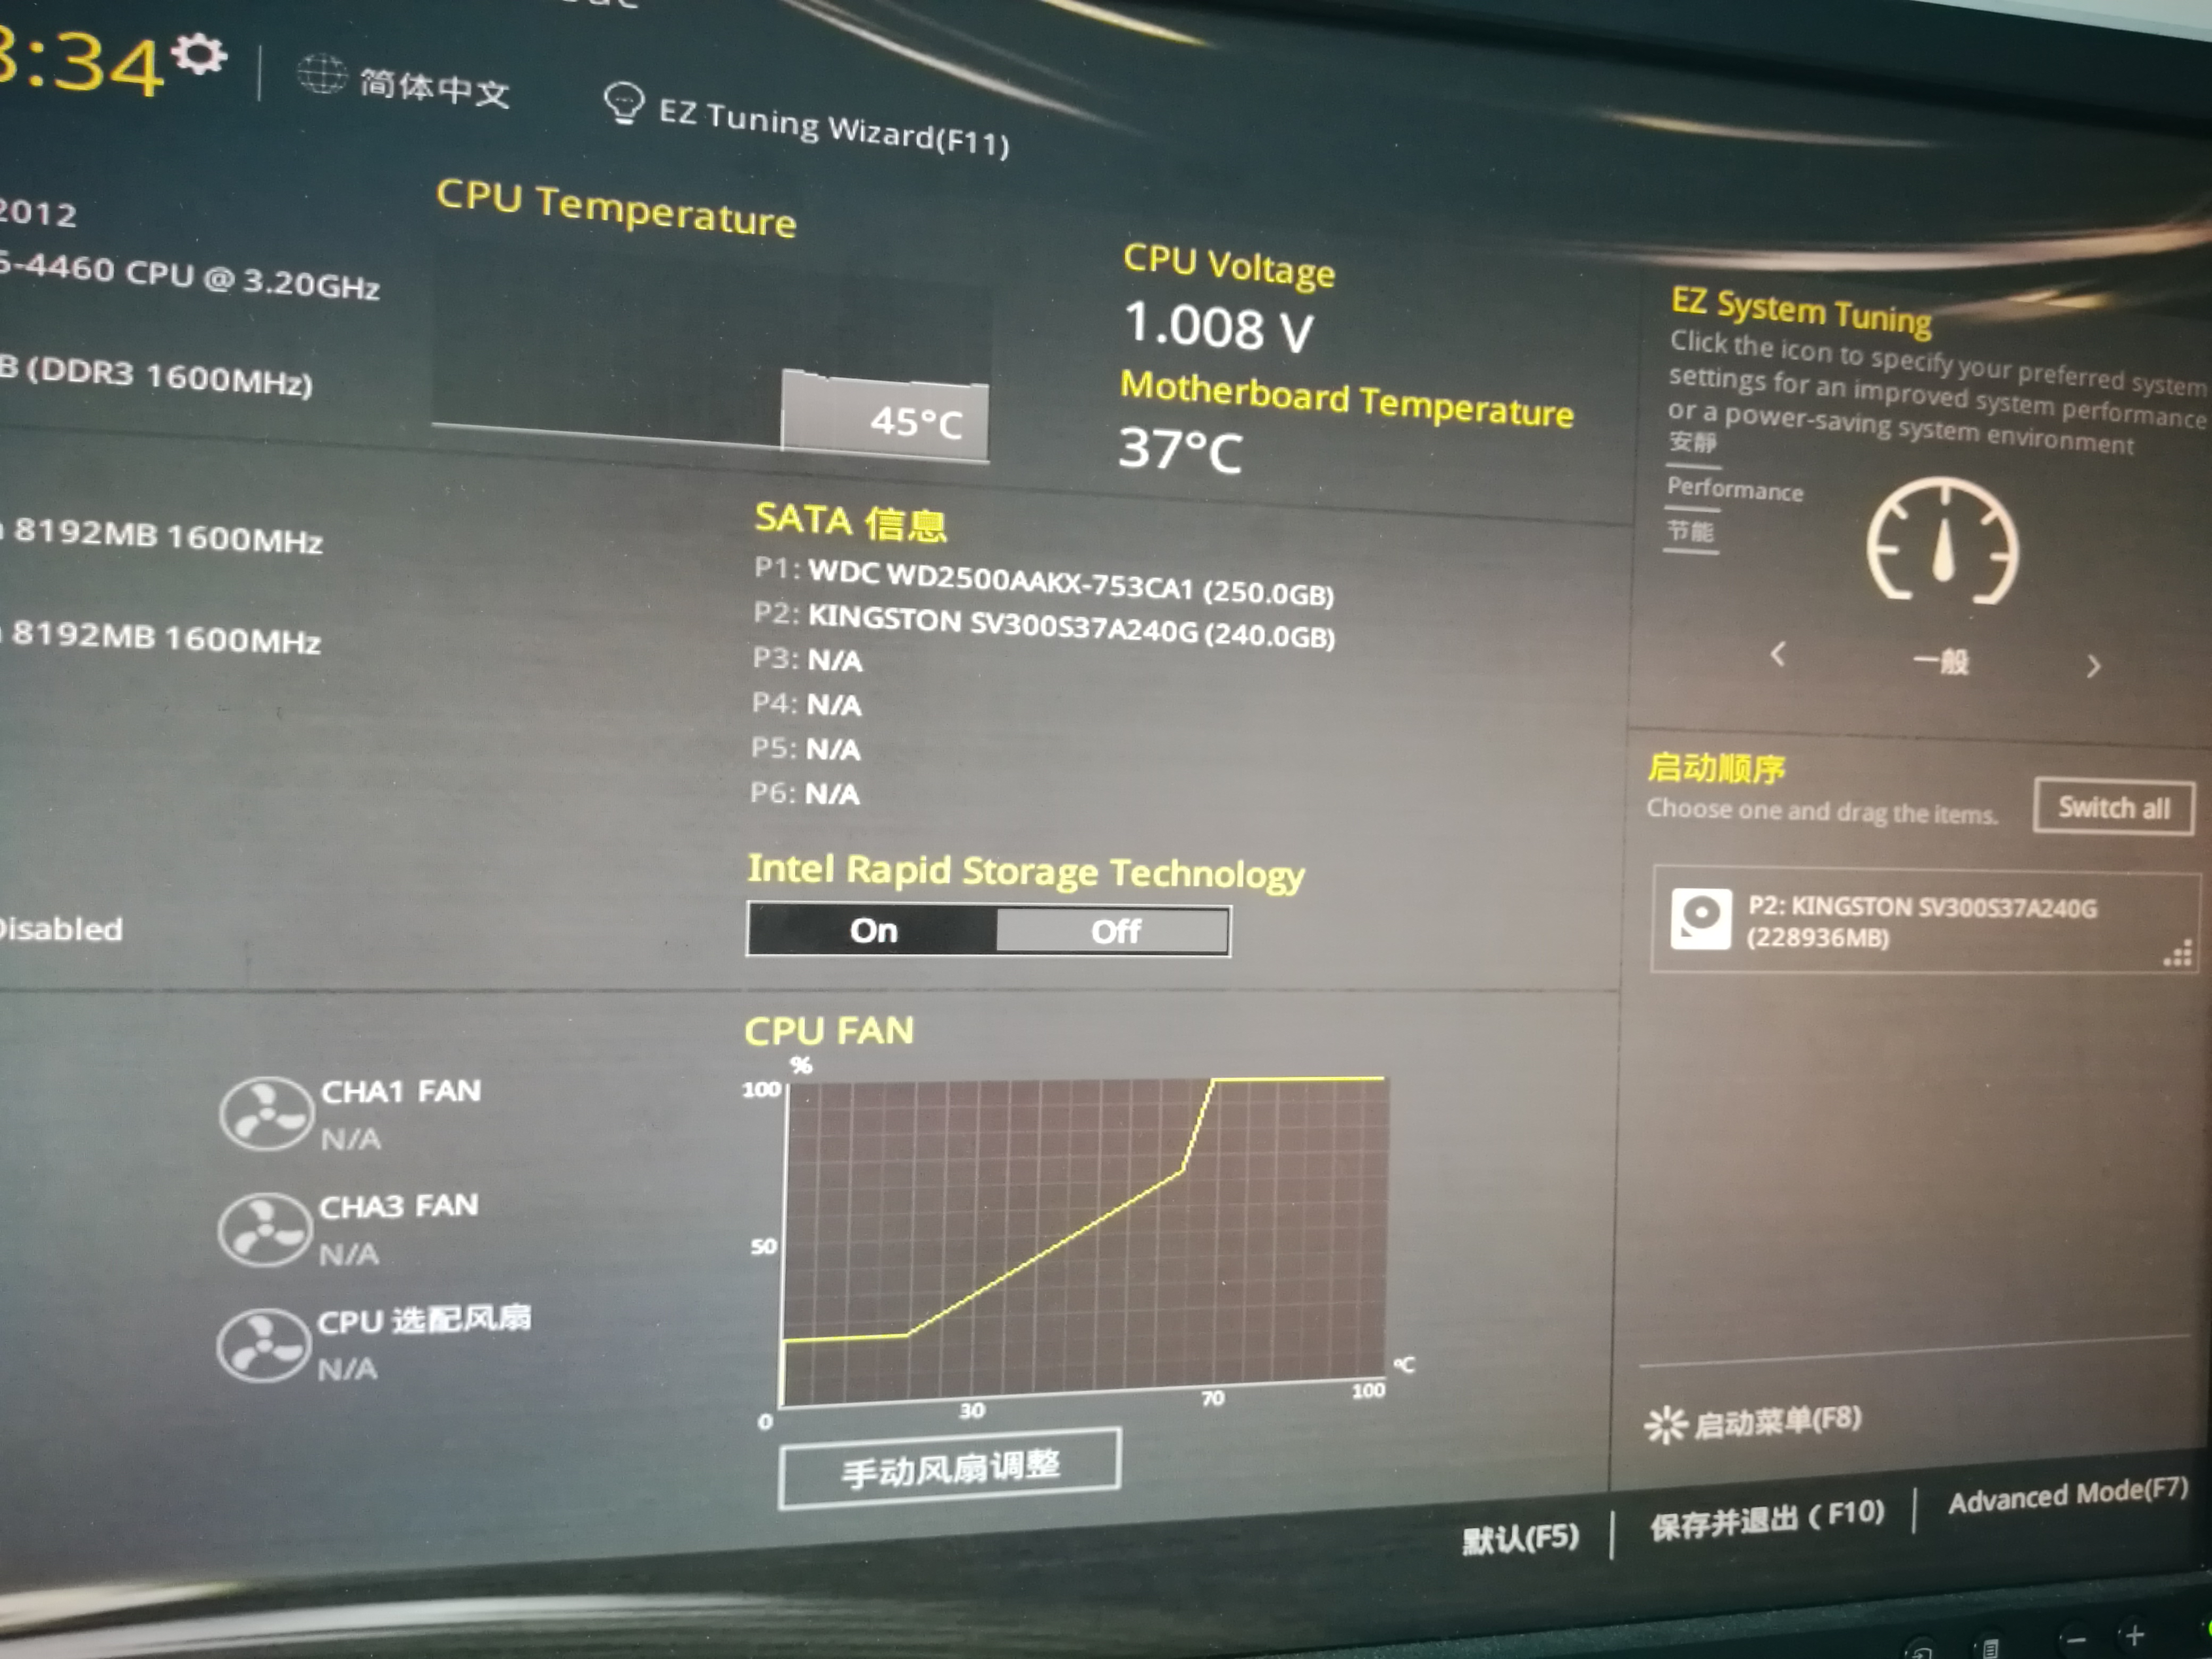 8:34
简体中文
EZ Tuning Wizard(F11)
2012
5-4460 CPU @ 3.20GHz
B (DDR3 1600MHz)
CPU Temperature
45°C
CPU Voltage
1.008 V
Motherboard Temperature
37°C
EZ System Tuning
Click the icon to specify your preferred system
settings for an improved system performance
or a power-saving system environment
安靜
Performance
节能
一般
8192MB 1600MHz
8192MB 1600MHz
Disabled
SATA 信息
P1: WDC WD2500AAKX-753CA1 (250.0GB)
P2: KINGSTON SV300S37A240G (240.0GB)
P3: N/A
P4: N/A
P5: N/A
P6: N/A
Intel Rapid Storage Technology
On Off
启动顺序
Choose one and drag the items.
Switch all
P2: KINGSTON SV300S37A240G
(228936MB)
CHA1 FAN
N/A
CHA3 FAN
N/A
CPU 选配风扇
N/A
CPU FAN
%
100
50
0
30
70
100
°C
手动风扇调整
启动菜单(F8)
默认(F5)
保存并退出（F10)
Advanced Mode(F7)